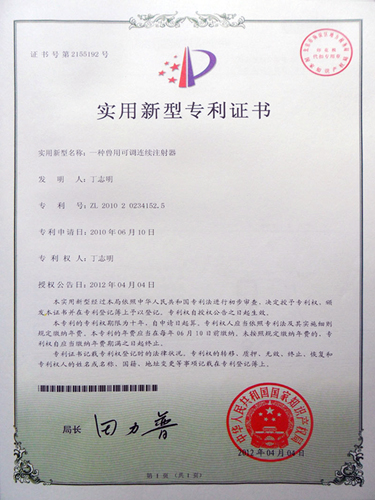 证书号第2155192号
实用新型专利证书
实用新型名称：一种兽用可调连续注射器
发明人：丁志明
专利号：ZL 2010 2 0234152.5
专利申请日：2010年06月10日
专利权人：丁志明
授权公告日：2012年04月04日
本实用新型经过本局依照中华人民共和国专利法进行初步审查，决定授予专利权，颁
发本证书并在专利登记簿上予以登记。专利权自授权公告之日起生效。
本专利的专利权期限为十年，自申请日起算。专利权人应当依照专利法及其实施细则
规定缴纳年费。本专利的年费应当在每年06月10日前缴纳。未按照规定缴纳年费的，专
利权自应当缴纳年费期满之日起终止。
专利证书记载专利权登记时的法律状况。专利权的转移、质押、无效、终止、恢复和
专利权人的姓名或名称、国籍、地址变更等事项记载在专利登记簿上。
局长 田力普
中华人民共和国国家知识产权局
2012年04月04日
第1页（共1页）